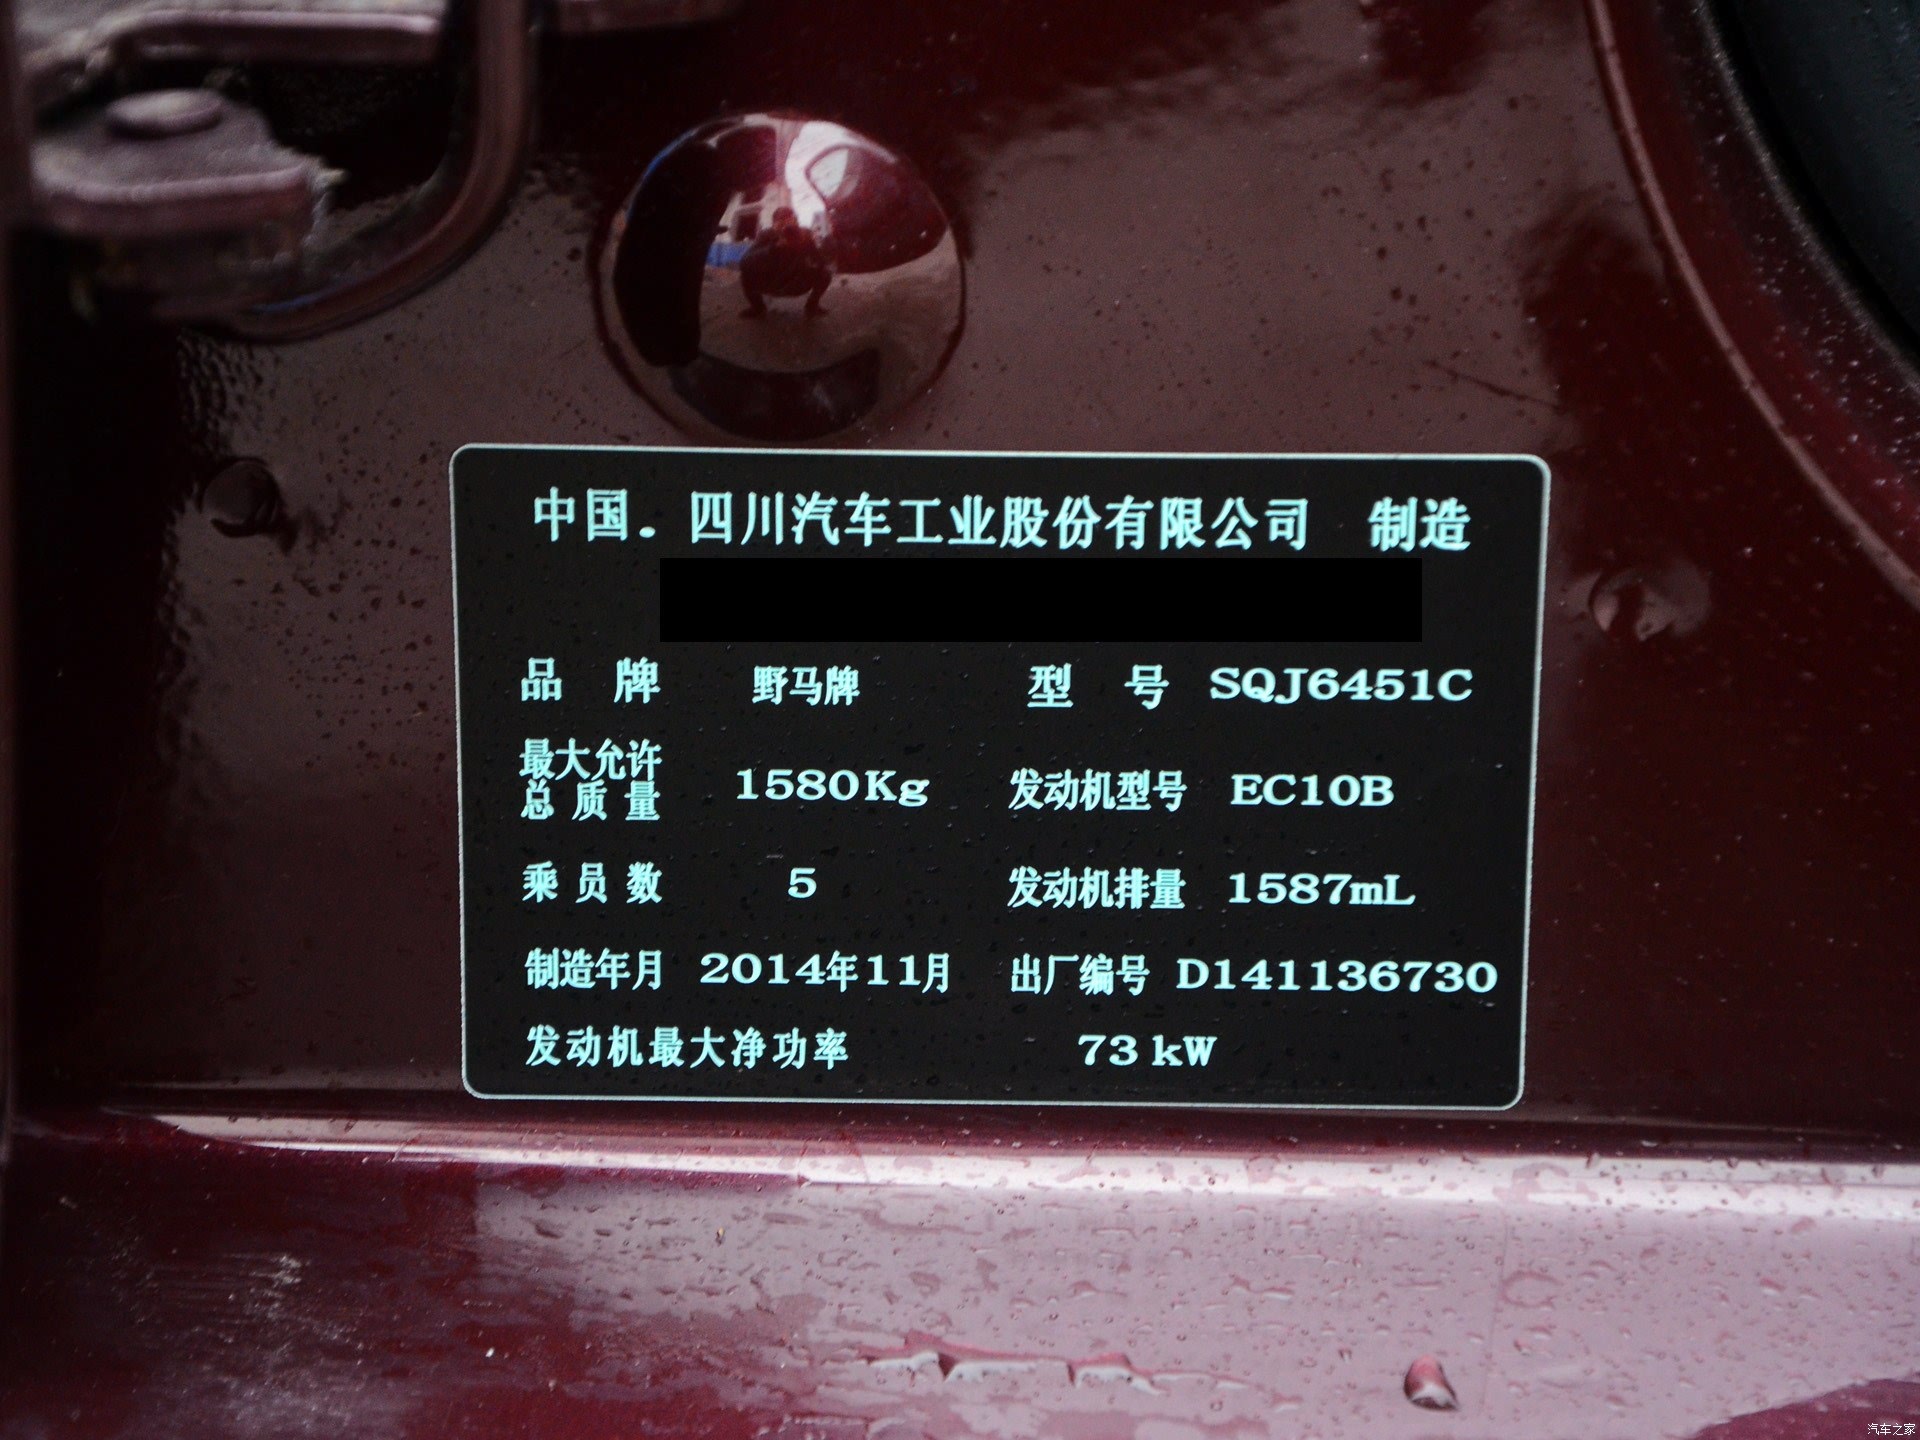 中国.四川汽车工业股份有限公司 制造
品牌 野马牌 型号 SQJ6451C
最大允许总质量 1580Kg 发动机型号 EC10B
乘员数 5 发动机排量 1587mL
制造年月 2014年11月 出厂编号 D141136730
发动机最大净功率 73kW
汽车之家